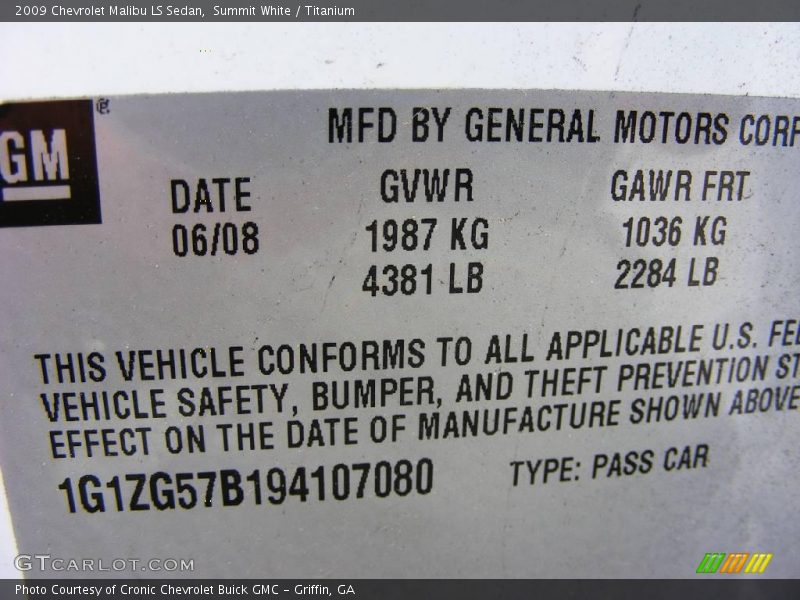 2009 Chevrolet Malibu LS Sedan, Summit White / Titanium
GM
MFD BY GENERAL MOTORS CORP
DATE GVWR GAWR FRT
06/08 1987 KG 1036 KG
4381 LB 2284 LB
THIS VEHICLE CONFORMS TO ALL APPLICABLE U.S. FE
VEHICLE SAFETY, BUMPER, AND THEFT PREVENTION ST
EFFECT ON THE DATE OF MANUFACTURE SHOWN ABOVE
1G1ZG57B194107080 TYPE: PASS CAR
GTCARLOT.COM
Photo Courtesy of Cronic Chevrolet Buick GMC – Griffin, GA